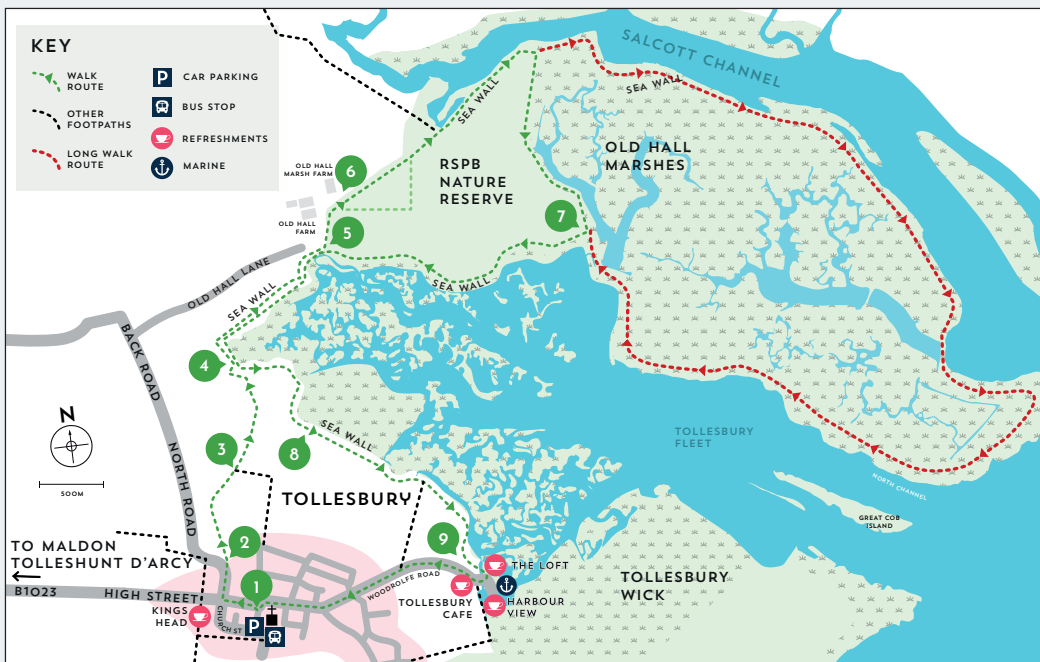 KEY
WALK
ROUTE
OTHER
FOOTPATHS
LONG WALK
ROUTE
P
CAR PARKING
BUS STOP
REFRESHMENTS
MARINE
SALCOTT CHANNEL
SEA WALL
SEA WALL
OLD HALL
MARSHES
RSPB
NATURE
RESERVE
OLD HALL
MARSH FARM
6
OLD HALL
FARM
5
7
OLD HALL LANE
SEA WALL
SEA WALL
BACK ROAD
4
N
500M
NORTH ROAD
3
8
SEA WALL
TOLLESBURY
FLEET
NORTH CHANNEL
GREAT COB
ISLAND
TOLLESBURY
2
9
TO MALDON
TOLLESHUNT D'ARCY
B1023
HIGH STREET
1
WOODROLFE ROAD
THE LOFT
TOLLESBURY
CAFE
HARBOUR
VIEW
TOLLESBURY
WICK
KINGS
HEAD
CHURCH ST
P